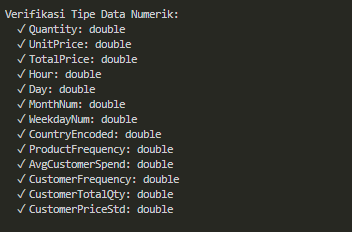 Verifikasi Tipe Data Numerik:
✓ Quantity: double
✓ UnitPrice: double
✓ TotalPrice: double
✓ Hour: double
✓ Day: double
✓ MonthNum: double
✓ WeekdayNum: double
✓ CountryEncoded: double
✓ ProductFrequency: double
✓ AvgCustomerSpend: double
✓ CustomerFrequency: double
✓ CustomerTotalQty: double
✓ CustomerPriceStd: double